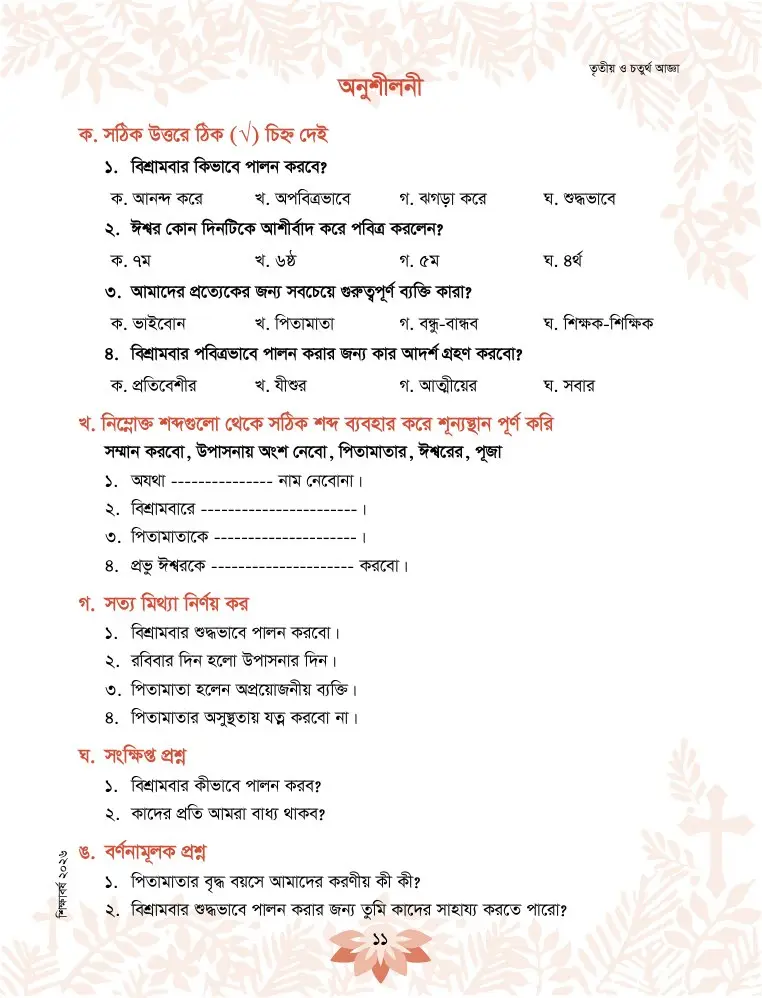 তৃতীয় ও চতুর্থ আজ্ঞা
অনুশীলনী
ক. সঠিক উত্তরে ঠিক (√) চিহ্ন দেই
১. বিশ্রামবার কিভাবে পালন করবে?
ক. আনন্দ করে খ. অপবিত্রভাবে গ. ঝগড়া করে ঘ. শুদ্ধভাবে
২. ঈশ্বর কোন দিনটিকে আশীর্বাদ করে পবিত্র করলেন?
ক. ৭ম খ. ৬ষ্ঠ গ. ৫ম ঘ. ৪র্থ
৩. আমাদের প্রত্যেকের জন্য সবচেয়ে গুরুত্বপূর্ণ ব্যক্তি কারা?
ক. ভাইবোন খ. পিতামাতা গ. বন্ধু-বান্ধব ঘ. শিক্ষক-শিক্ষিক
৪. বিশ্রামবার পবিত্রভাবে পালন করার জন্য কার আদর্শ গ্রহণ করবো?
ক. প্রতিবেশীর খ. যীশুর গ. আত্মীয়ের ঘ. সবার
খ. নিম্নোক্ত শব্দগুলো থেকে সঠিক শব্দ ব্যবহার করে শূন্যস্থান পূর্ণ করি
সম্মান করবো, উপাসনায় অংশ নেবো, পিতামাতার, ঈশ্বরের, পূজা
১. অযথা --------------- নাম নেবোনা।
২. বিশ্রামবারে -----------------------।
৩. পিতামাতাকে ---------------------।
৪. প্রভু ঈশ্বরকে --------------------- করবো।
গ. সত্য মিথ্যা নির্ণয় কর
১. বিশ্রামবার শুদ্ধভাবে পালন করবো।
২. রবিবার দিন হলো উপাসনার দিন।
৩. পিতামাতা হলেন অপ্রয়োজনীয় ব্যক্তি।
৪. পিতামাতার অসুস্থতায় যত্ন করবো না।
ঘ. সংক্ষিপ্ত প্রশ্ন
১. বিশ্রামবার কীভাবে পালন করব?
২. কাদের প্রতি আমরা বাধ্য থাকব?
ঙ. বর্ণনামূলক প্রশ্ন
১. পিতামাতার বৃদ্ধ বয়সে আমাদের করণীয় কী কী?
২. বিশ্রামবার শুদ্ধভাবে পালন করার জন্য তুমি কাদের সাহায্য করতে পারো?
শিক্ষাবর্ষ ২০২৬
১১